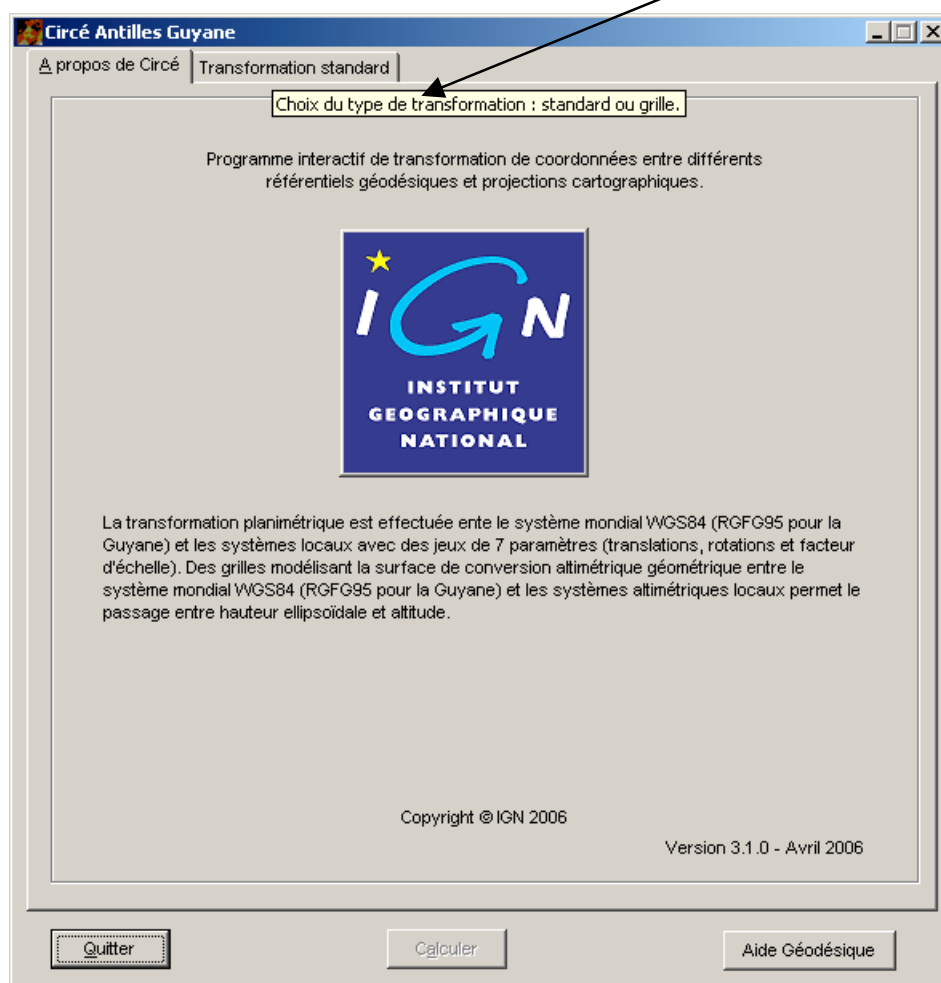 Circé Antilles Guyane
A propos de Circé
Transformation standard
Choix du type de transformation : standard ou grille.
Programme interactif de transformation de coordonnées entre différents
référentiels géodésiques et projections cartographiques.
IGN
INSTITUT
GEOGRAPHIQUE
NATIONAL
La transformation planimétrique est effectuée ente le système mondial WGS84 (RGFG95 pour la
Guyane) et les systèmes locaux avec des jeux de 7 paramètres (translations, rotations et facteur
d'échelle). Des grilles modélisant la surface de conversion altimétrique géométrique entre le
système mondial WGS84 (RGFG95 pour la Guyane) et les systèmes altimétriques locaux permet le
passage entre hauteur ellipsoïdale et altitude.
Copyright © IGN 2006
Version 3.1.0 - Avril 2006
Quitter
Calculer
Aide Géodésique